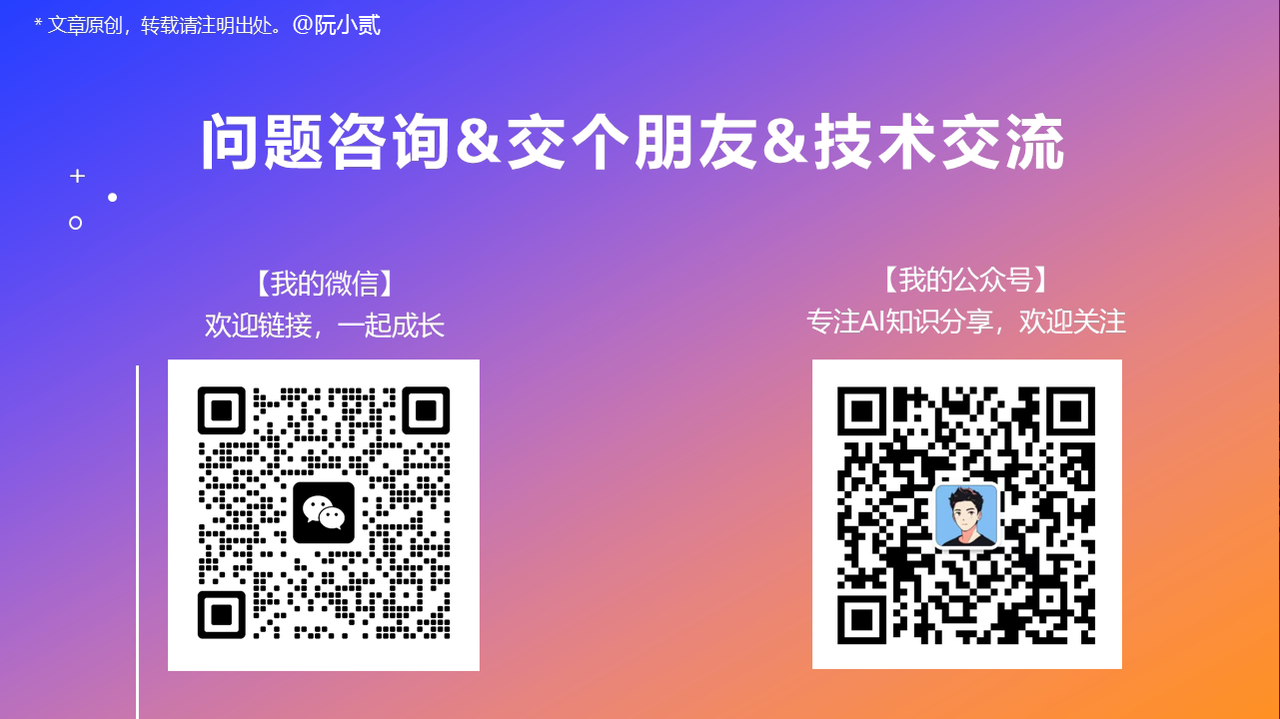 * 文章原创，转载请注明出处。@阮小贰
问题咨询&交个朋友&技术交流
【我的微信】
欢迎链接，一起成长
【我的公众号】
专注AI知识分享，欢迎关注